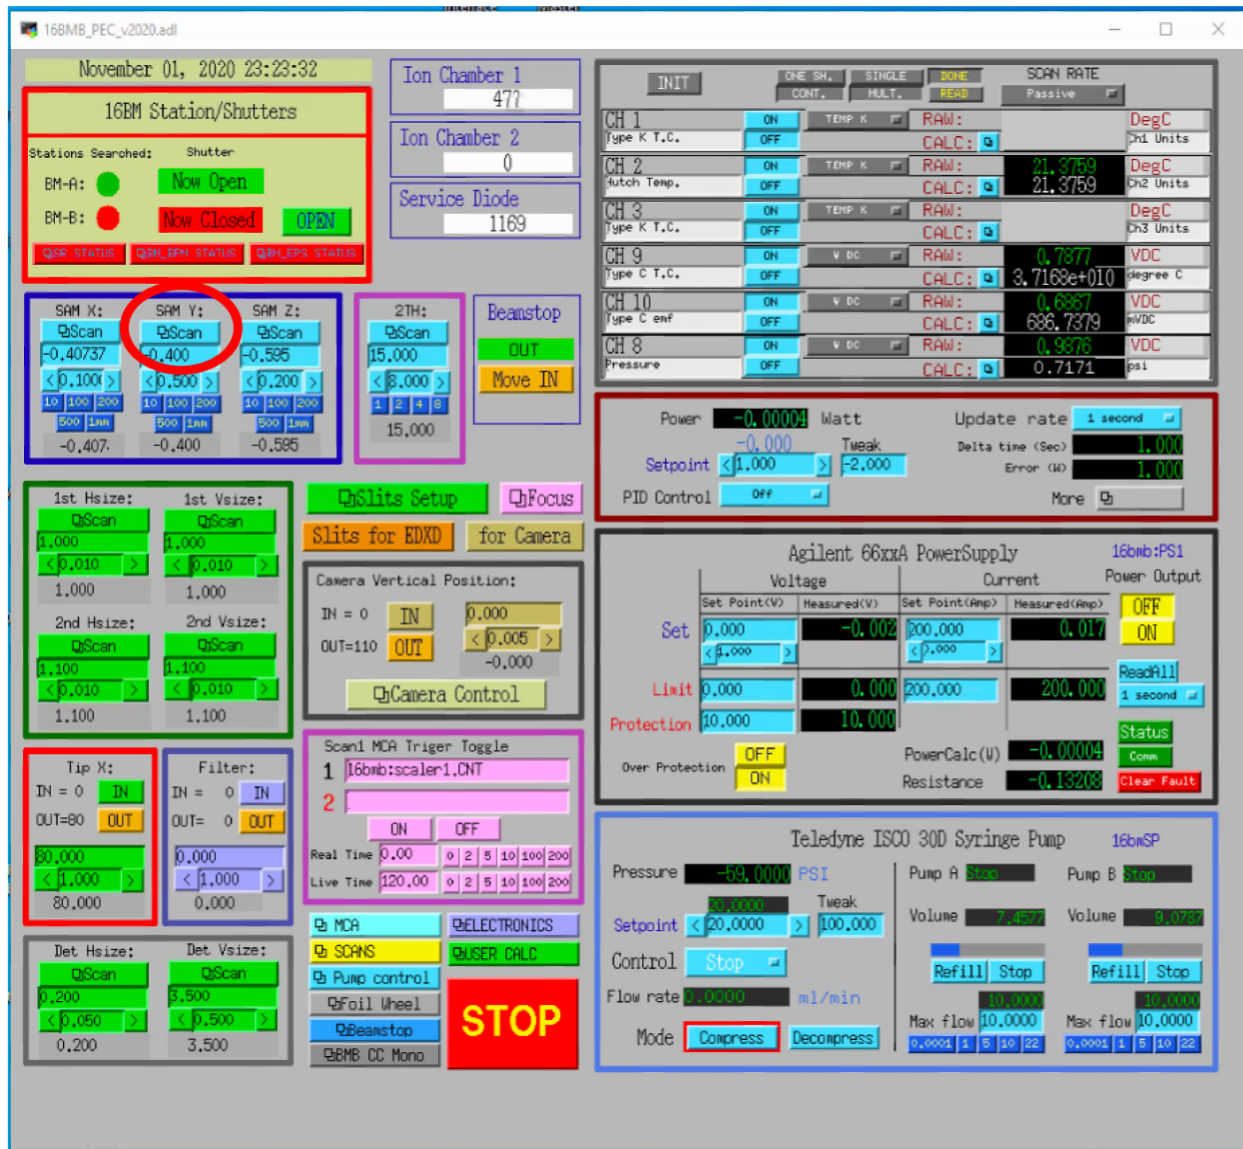 Interface Master
16BMB_PEC_v2020.adl
November 01, 2020 23:23:32
16BM Station/Shutters
Stations Searched: Shutter
BM-A: Now Open
BM-B: Now Closed OPEN
SR STATUS BM_BPM STATUS BM_EPS STATUS
Ion Chamber 1
477
Ion Chamber 2
0
Service Diode
1169
SAM X: SAM Y: SAM Z:
Scan Scan Scan
-0.40737 -0.400 -0.595
< 0.100 > < 0.500 > < 0.200 >
10 100 200 10 100 200 10 100 200
500 1mm 500 1mm 500 1mm
-0.407 -0.400 -0.595
2TH:
Scan
15.000
< 8.000 >
1 2 4 8
15.000
Beamstop
OUT
Move IN
1st Hsize: 1st Vsize:
Scan Scan
1.000 1.000
< 0.010 > < 0.010 >
1.000 1.000
2nd Hsize: 2nd Vsize:
Scan Scan
1.100 1.100
< 0.010 > < 0.010 >
1.100 1.100
Slits Setup Focus
Slits for EDXD for Camera
Camera Vertical Position:
IN = 0 IN 0.000
OUT=110 OUT < 0.005 >
-0.000
Camera Control
Tip X: Filter:
IN = 0 IN IN = 0 IN
OUT=80 OUT OUT= 0 OUT
80.000 0.000
< 1.000 > < 1.000 >
80.000 0.000
Scan1 MCA Triger Toggle
1 16bmb:scaler1.CNT
2
ON OFF
Real Time 0.00 0 2 5 10 100 200
Live Time 120.00 0 2 5 10 100 200
Det Hsize: Det Vsize:
Scan Scan
0.200 3.500
< 0.050 > < 0.500 >
0.200 3.500
MCA ELECTRONICS
SCANS USER CALC
Pump control
Foil Wheel
Beamstop
BMB CC Mono
STOP
INIT ONE SH. SINGLE DONE SCAN RATE
CONT. MULT. READ Passive
CH 1 ON TEMP K RAW: DegC
Type K T.C. OFF CALC: Ch1 Units
CH 2 ON TEMP K RAW: 21.3759 DegC
Hutch Temp. OFF CALC: 21.3759 Ch2 Units
CH 3 ON TEMP K RAW: DegC
Type K T.C. OFF CALC: Ch3 Units
CH 9 ON V DC RAW: 0.7877 VDC
Type C T.C. OFF CALC: 3.7168e+010 degree C
CH 10 ON V DC RAW: 0.6867 VDC
Type C emf OFF CALC: 686.7379 mVDC
CH 8 ON V DC RAW: 0.9876 VDC
Pressure OFF CALC: 0.7171 psi
Power -0.00004 Watt Update rate 1 second
-0.000 Tweak Delta time (Sec) 1.000
Setpoint < 1.000 > -2.000 Error (W) 1.000
PID Control Off More
Agilent 66xxA PowerSupply 16bmb:PS1
Voltage Current Power Output
Set Point(V) Measured(V) Set Point(Amp) Measured(Amp) OFF
Set 0.000 -0.002 200.000 0.017 ON
< 1.000 > < >
ReadAll
Limit 0.000 0.000 200.000 200.000 1 second
Protection 10.000 10.000
Status
Over Protection OFF ON PowerCalc(W) -0.00004 Comm
Resistance -0.13208 Clear Fault
Teledyne ISCO 30D Syringe Pump 16bmSP
Pressure -59.0000 PSI Pump A Stop Pump B Stop
20.0000 Tweak
Setpoint < 20.0000 > 100.000 Volume 7.4577 Volume 9.0787
Control Stop Refill Stop Refill Stop
Flow rate 0.0000 ml/min 10.0000 10.0000
Max flow 10.0000 Max flow 10.0000
Mode Compress Decompress 0.0001 1 5 10 22 0.0001 1 5 10 22